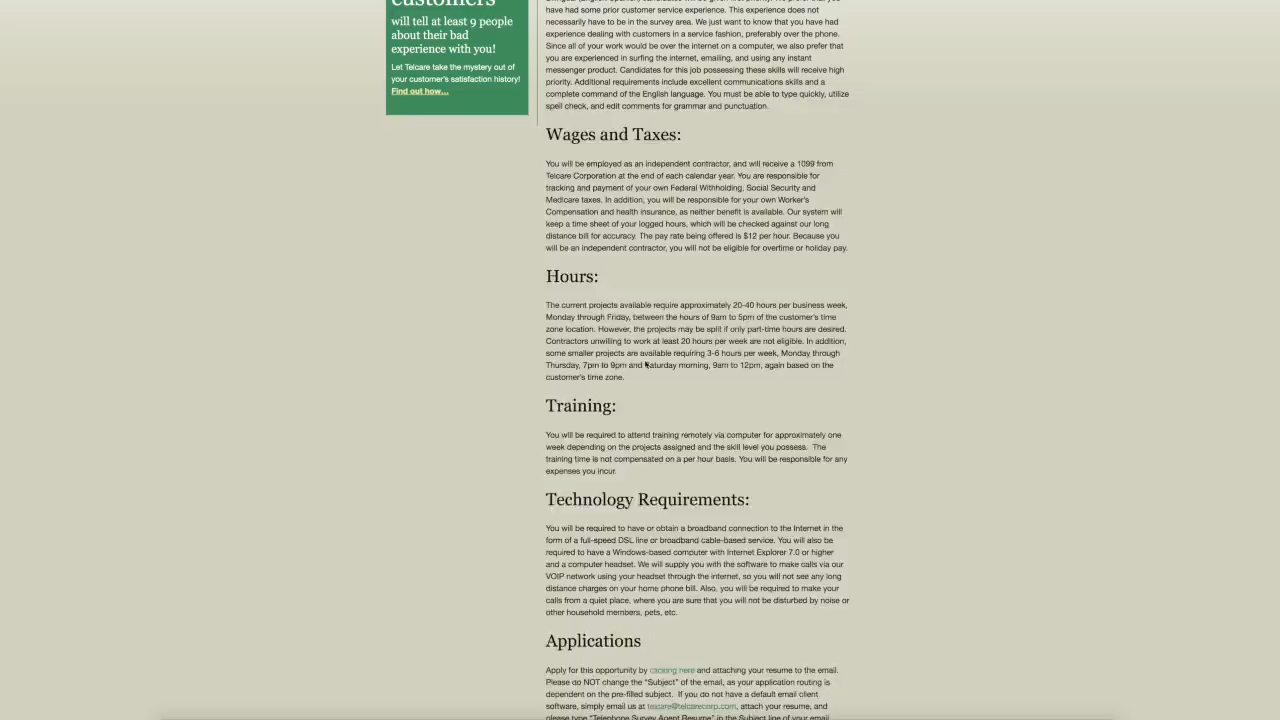 customers
will tell at least 9 people
about their bad
experience with you!
Let Telcare take the mystery out of
your customer's satisfaction history!
Find out how…
have had some prior customer service experience. This experience does not
necessarily have to be in the survey area. We just want to know that you have had
experience dealing with customers in a service fashion, preferably over the phone.
Since all of your work would be over the internet on a computer, we also prefer that
you are experienced in surfing the internet, emailing, and using any instant
messenger product. Candidates for this job possessing these skills will receive high
priority. Additional requirements include excellent communications skills and a
complete command of the English language. You must be able to type quickly, utilize
spell check, and edit comments for grammar and punctuation.
Wages and Taxes:
You will be employed as an independent contractor, and will receive a 1099 from
Telcare Corporation at the end of each calendar year. You are responsible for
tracking and payment of your own Federal Withholding, Social Security and
Medicare taxes. In addition, you will be responsible for your own Worker's
Compensation and health insurance, as neither benefit is available. Our system will
keep a time sheet of your logged hours, which will be checked against our long
distance bill for accuracy. The pay rate being offered is $12 per hour. Because you
will be an independent contractor, you will not be eligible for overtime or holiday pay.
Hours:
The current projects available require approximately 20-40 hours per business week,
Monday through Friday, between the hours of 9am to 5pm of the customer's time
zone location. However, the projects may be split if only part-time hours are desired.
Contractors unwilling to work at least 20 hours per week are not eligible. In addition,
some smaller projects are available requiring 3-6 hours per week, Monday through
Thursday, 7pm to 9pm and Saturday morning, 9am to 12pm, again based on the
customer's time zone.
Training:
You will be required to attend training remotely via computer for approximately one
week depending on the projects assigned and the skill level you possess. The
training time is not compensated on a per hour basis. You will be responsible for any
expenses you incur.
Technology Requirements:
You will be required to have or obtain a broadband connection to the Internet in the
form of a full-speed DSL line or broadband cable-based service. You will also be
required to have a Windows-based computer with Internet Explorer 7.0 or higher
and a computer headset. We will supply you with the software to make calls via our
VOIP network using your headset through the internet, so you will not see any long
distance charges on your home phone bill. Also, you will be required to make your
calls from a quiet place, where you are sure that you will not be disturbed by noise or
other household members, pets, etc.
Applications
Apply for this opportunity by clicking here and attaching your resume to the email.
Please do NOT change the "Subject" of the email, as your application routing is
dependent on the pre-filled subject. If you do not have a default email client
software, simply email us at telcare@telcarecorp.com, attach your resume, and
please type "Telephone Survey Agent Resume" in the Subject line of your email